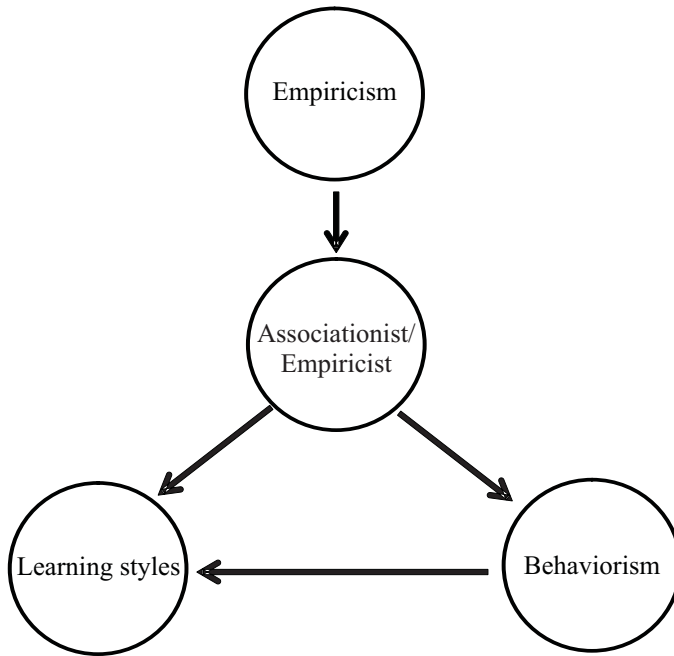 Empiricism
Associationist/
Empiricist
Learning styles
Behaviorism